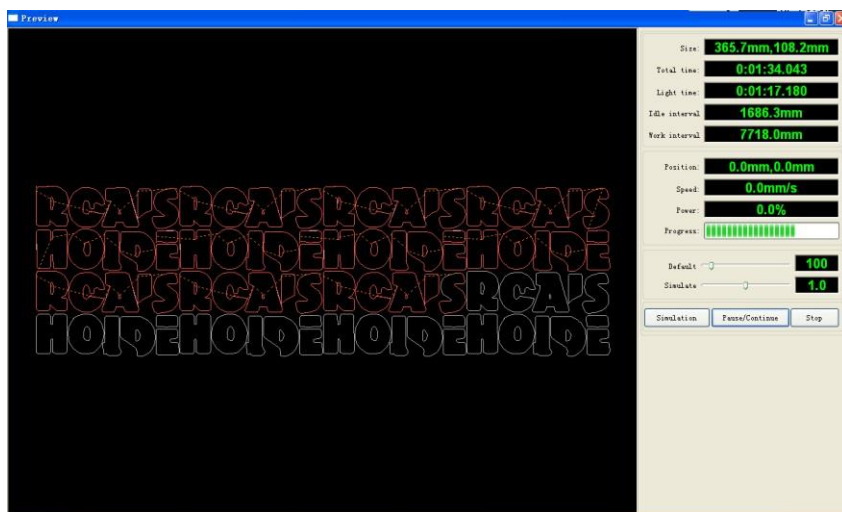 Preview
Size: 365.7mm,108.2mm
Total time: 0:01:34.043
Light time: 0:01:17.180
Idle interval 1686.3mm
Work interval 7718.0mm
Position: 0.0mm,0.0mm
Speed: 0.0mm/s
Power: 0.0%
Progress:
Default 100
Simulate 1.0
Simulation Pause/Continue Stop
RCA'SRCA'SRCA'SRCA'S
HOIDEHOIDEHOIDEHOIDE
RCA'SRCA'SRCA'SRCA'S
HOIDEHOIDEHOIDEHOIDE